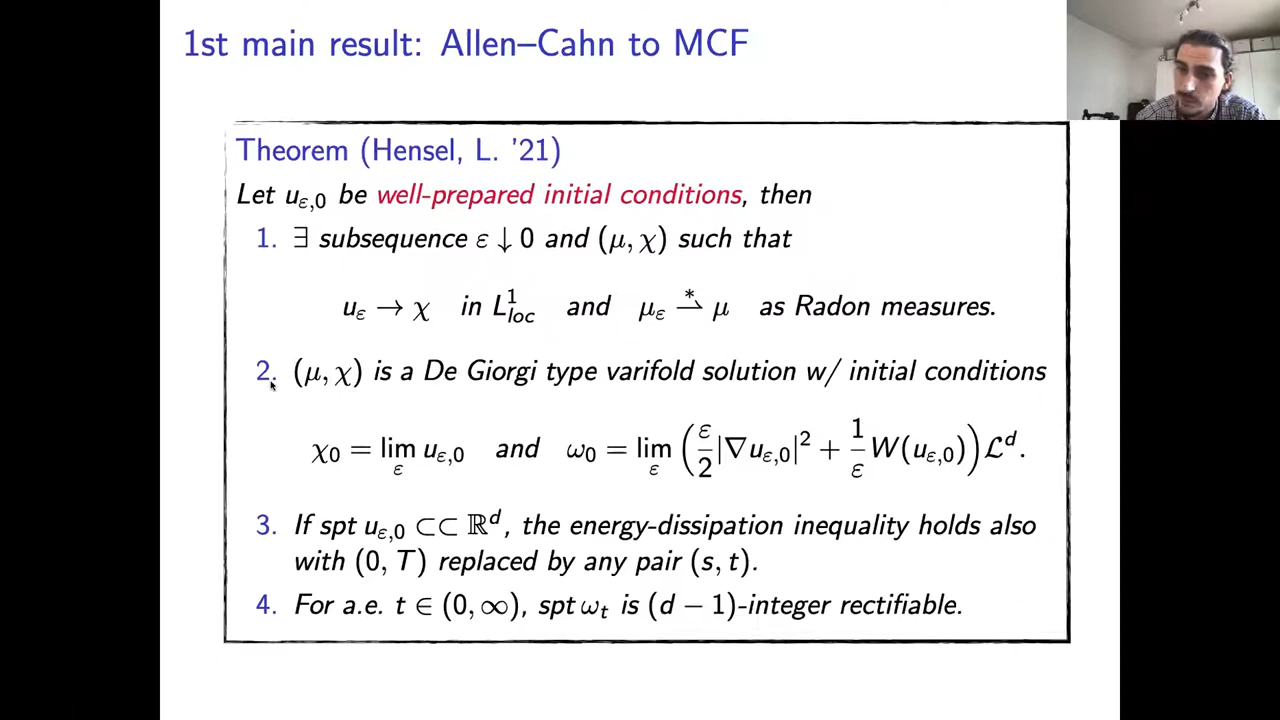 1st main result: Allen–Cahn to MCF
Theorem (Hensel, L. '21)
Let u_{ε,0} be well-prepared initial conditions, then
1. ∃ subsequence ε ↓ 0 and (μ, χ) such that
u_ε → χ in L^1_{loc} and μ_ε ⇀* μ as Radon measures.
2. (μ, χ) is a De Giorgi type varifold solution w/ initial conditions
χ_0 = lim_ε u_{ε,0} and ω_0 = lim_ε (ε/2 |∇u_{ε,0}|^2 + 1/ε W(u_{ε,0})) ℒ^d.
3. If spt u_{ε,0} ⊂⊂ ℝ^d, the energy-dissipation inequality holds also
with (0, T) replaced by any pair (s, t).
4. For a.e. t ∈ (0, ∞), spt ω_t is (d − 1)-integer rectifiable.